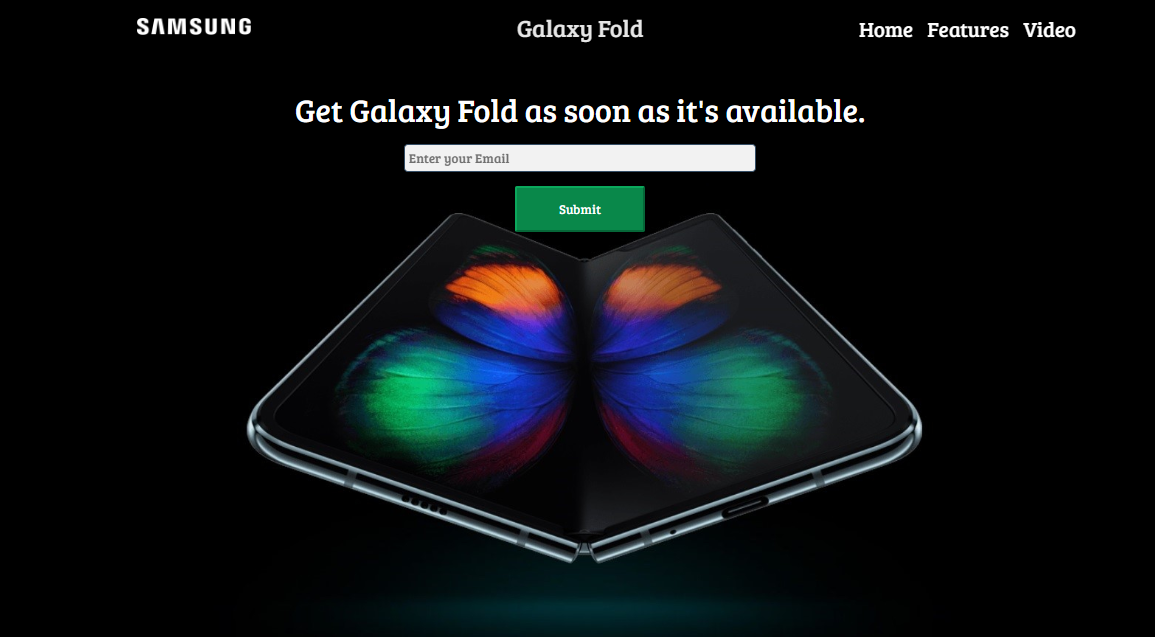 SAMSUNG
Galaxy Fold
Home Features Video
Get Galaxy Fold as soon as it's available.
Enter your Email
Submit